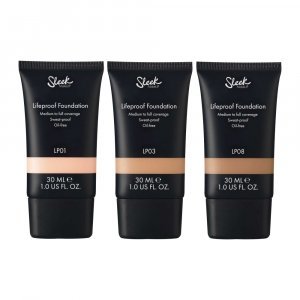 Sleek
MAKEUP
Lifeproof Foundation
Medium to full coverage
Sweat-proof
Oil-free
LP01
30 ML ℮
1.0 US FL. OZ.
Sleek
MAKEUP
Lifeproof Foundation
Medium to full coverage
Sweat-proof
Oil-free
LP03
30 ML ℮
1.0 US FL. OZ.
Sleek
MAKEUP
Lifeproof Foundation
Medium to full coverage
Sweat-proof
Oil-free
LP08
30 ML ℮
1.0 US FL. OZ.